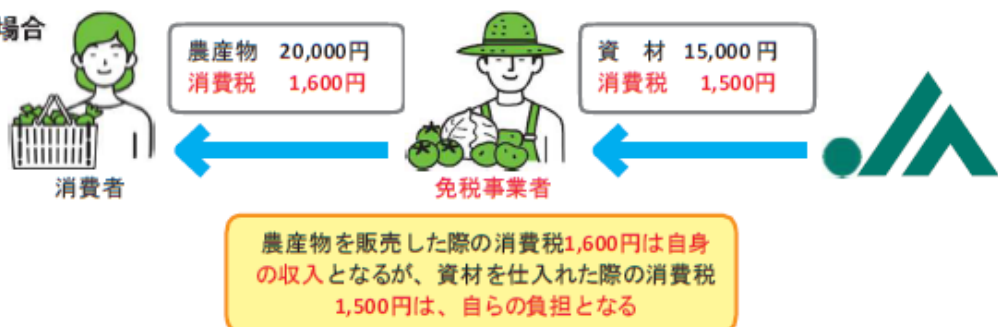 場合
農産物 20,000円
消費税 1,600円
資 材 15,000円
消費税 1,500円
消費者
免税事業者
農産物を販売した際の消費税1,600円は自身
の収入となるが、資材を仕入れた際の消費税
1,500円は、自らの負担となる